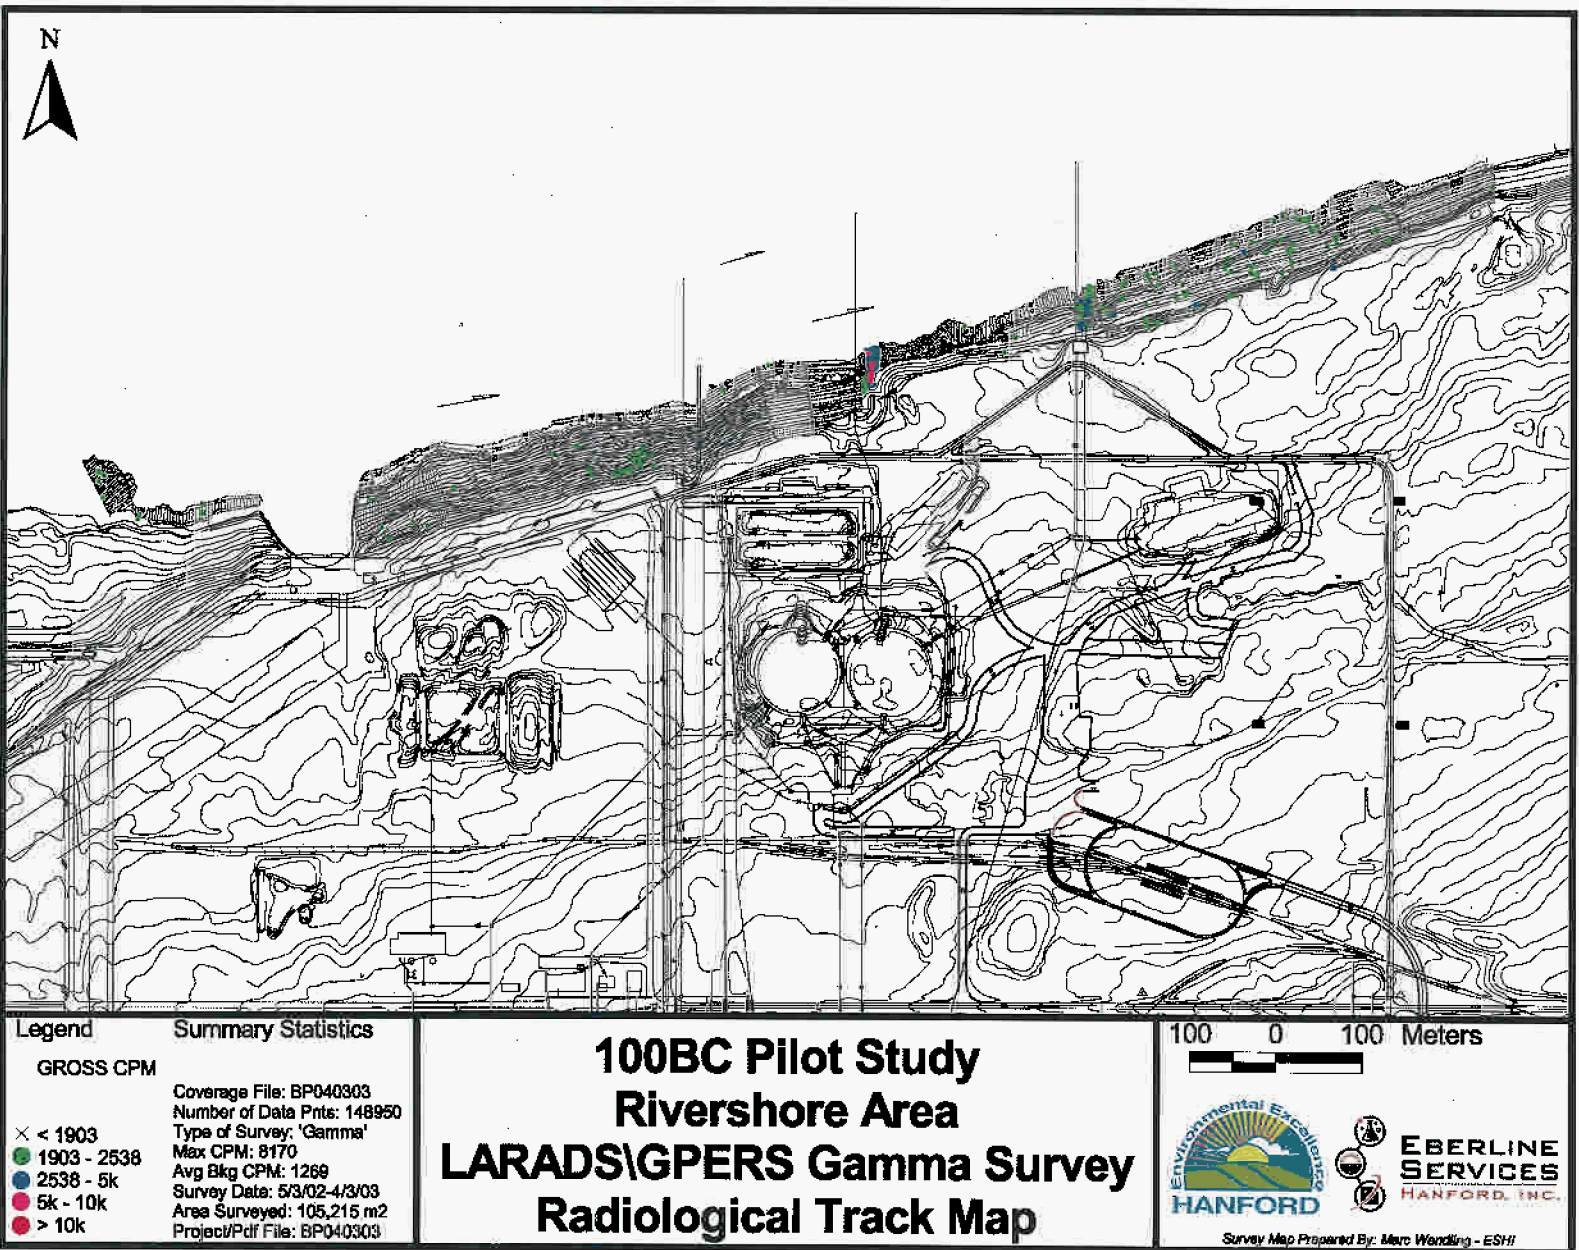 N
Legend
GROSS CPM
× < 1903
1903 - 2538
2538 - 5k
5k - 10k
> 10k
Summary Statistics
Coverage File: BP040303
Number of Data Pnts: 148950
Type of Survey: 'Gamma'
Max CPM: 8170
Avg Bkg CPM: 1269
Survey Date: 5/3/02-4/3/03
Area Surveyed: 105,215 m2
Project/Pdf File: BP040303
100BC Pilot Study
Rivershore Area
LARADS\GPERS Gamma Survey
Radiological Track Map
100 0 100 Meters
Environmental Excellence
HANFORD
EBERLINE
SERVICES
HANFORD, INC.
Survey Map Prepared By: Marc Wendling - ESHI